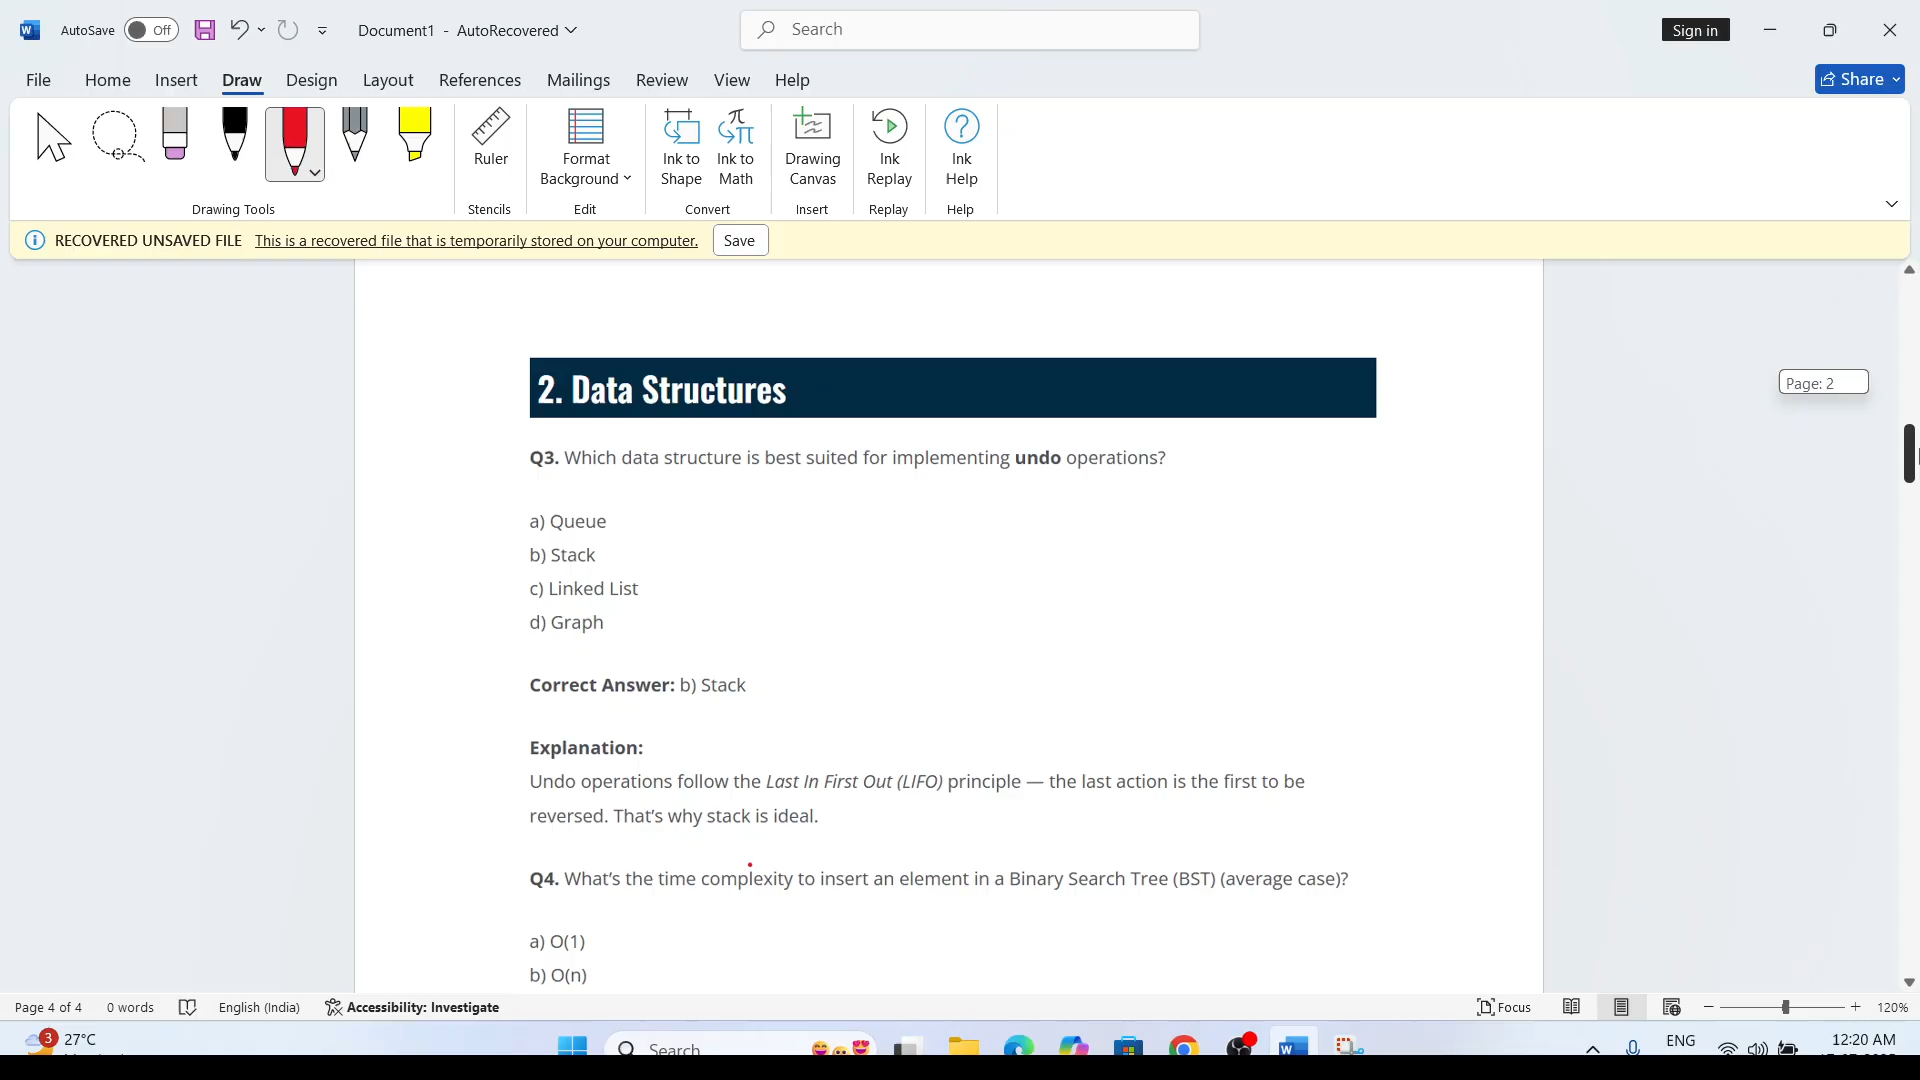 AutoSave Off Document1 - AutoRecovered Search Sign in
File Home Insert Draw Design Layout References Mailings Review View Help Share
Ruler Format Background Ink to Shape Ink to Math Drawing Canvas Ink Replay Ink Help
Drawing Tools Stencils Edit Convert Insert Replay Help
RECOVERED UNSAVED FILE This is a recovered file that is temporarily stored on your computer. Save
2. Data Structures
Page: 2
Q3. Which data structure is best suited for implementing undo operations?
a) Queue
b) Stack
c) Linked List
d) Graph
Correct Answer: b) Stack
Explanation:
Undo operations follow the Last In First Out (LIFO) principle — the last action is the first to be
reversed. That’s why stack is ideal.
Q4. What’s the time complexity to insert an element in a Binary Search Tree (BST) (average case)?
a) O(1)
b) O(n)
Page 4 of 4 0 words English (India) Accessibility: Investigate Focus 120%
3 27°C Search ENG 12:20 AM